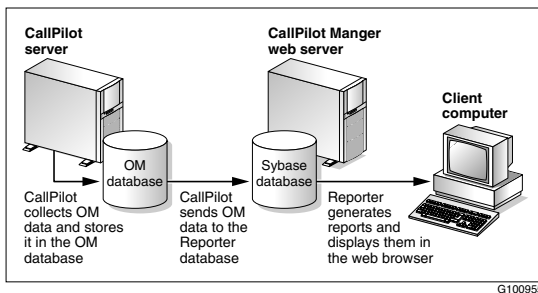 CallPilot
server
CallPilot Manger
web server
Client
computer
OM
database
Sybase
database
CallPilot
collects OM
data and stores
it in the OM
database
CallPilot
sends OM
data to the
Reporter
database
Reporter
generates
reports and
displays them in
the web browser